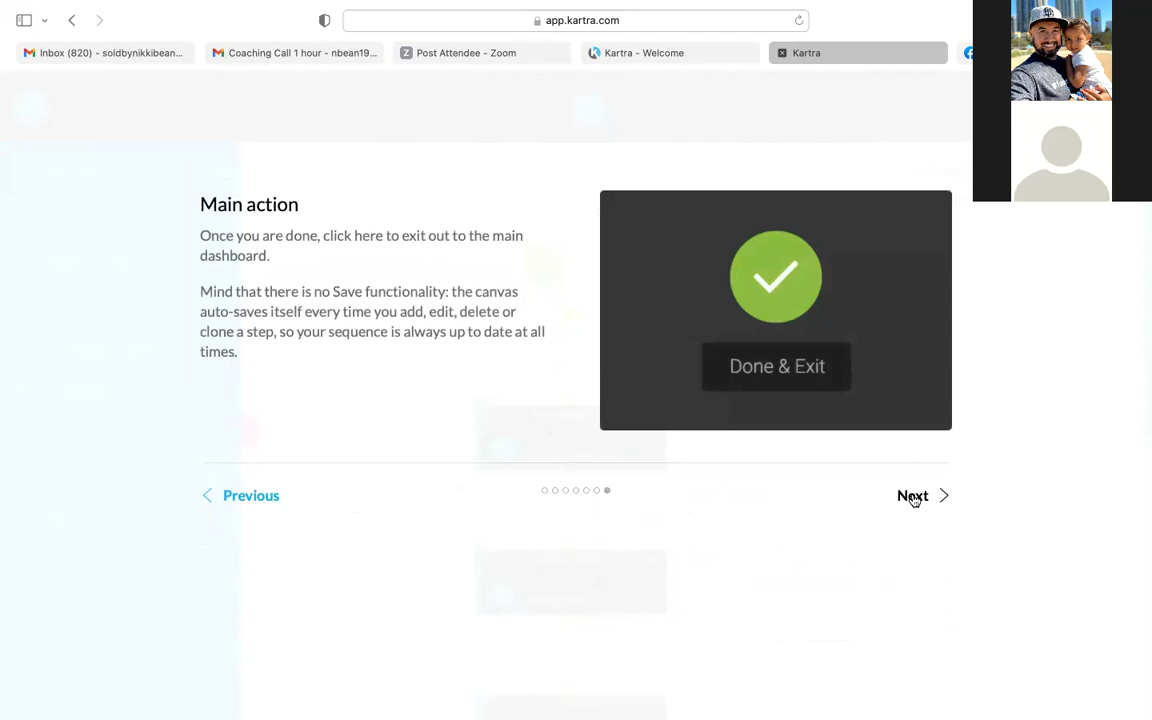 app.kartra.com
Inbox (820) - soldbynikkibean...
Coaching Call 1 hour - nbean19...
Z Post Attendee - Zoom
Kartra - Welcome
Kartra
Main action
Once you are done, click here to exit out to the main
dashboard.
Mind that there is no Save functionality: the canvas
auto-saves itself every time you add, edit, delete or
clone a step, so your sequence is always up to date at all
times.
Done & Exit
Previous
Next